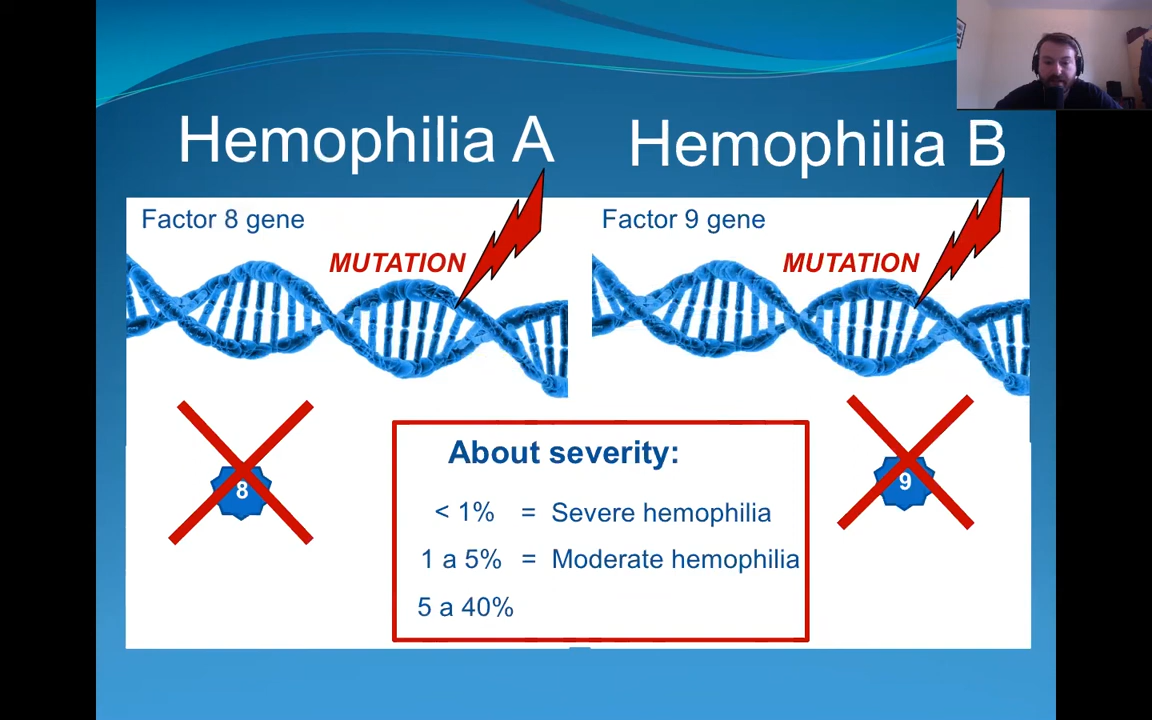 Hemophilia A
Hemophilia B
Factor 8 gene
MUTATION
Factor 9 gene
MUTATION
8
9
About severity:
< 1% = Severe hemophilia
1 a 5% = Moderate hemophilia
5 a 40%